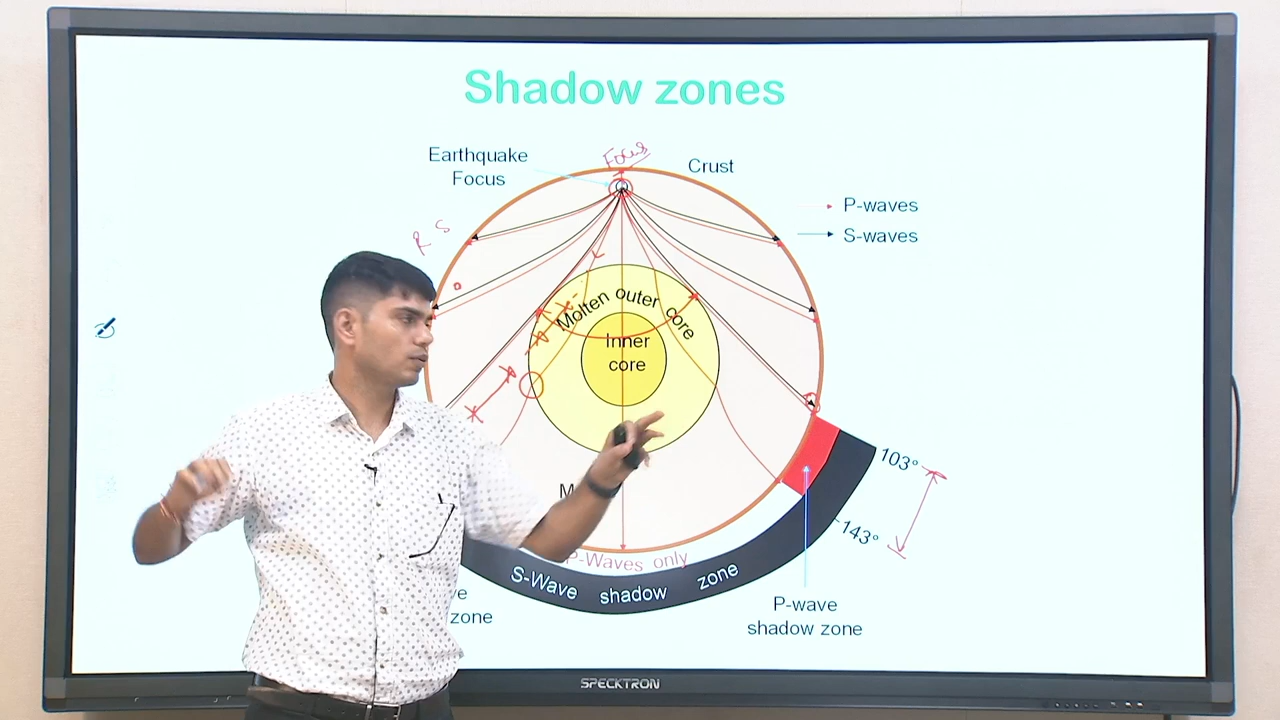 Shadow zones
Earthquake
Focus
Focus
Crust
P-waves
S-waves
R S
Molten outer core
Inner
core
103°
143°
M
P-Waves only
S-Wave shadow zone
ve
zone
P-wave
shadow zone
SPECKTRON